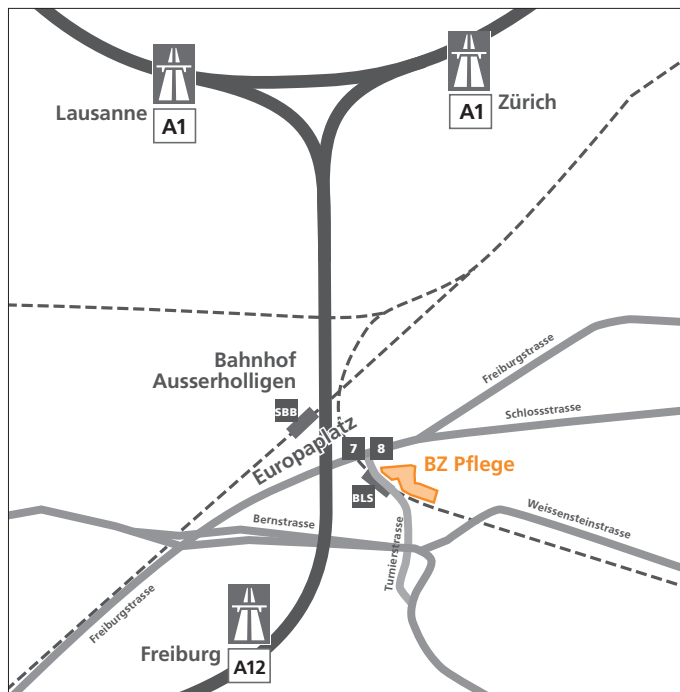 Lausanne
A1
A1
Zürich
Bahnhof
Ausserholligen
SBB
Europaplatz
7
8
Freiburgstrasse
Schlossstrasse
BZ Pflege
BLS
Bernstrasse
Weissensteinstrasse
Turnierstrasse
Freiburgstrasse
Freiburg
A12